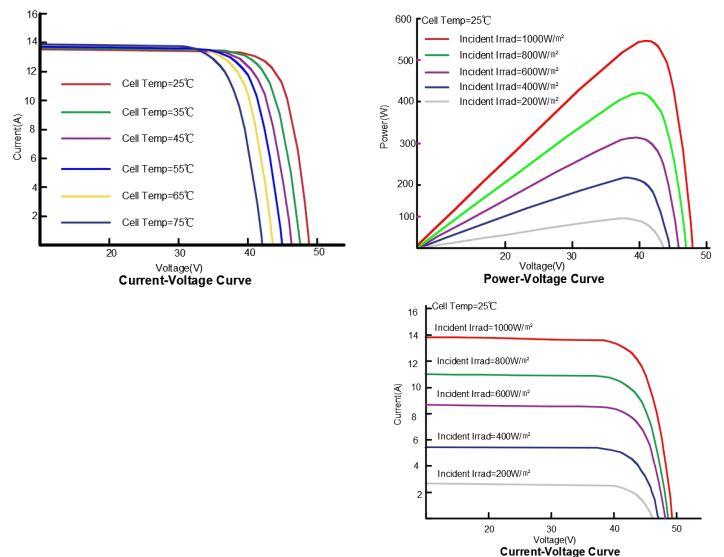 16
14
12
10
8
6
4
2
Current(A)
Cell Temp=25℃
Cell Temp=35℃
Cell Temp=45℃
Cell Temp=55℃
Cell Temp=65℃
Cell Temp=75℃
20
30
40
50
Voltage(V)
Current-Voltage Curve
600
500
400
300
200
100
Power(W)
Cell Temp=25℃
Incident Irrad=1000W/m²
Incident Irrad=800W/m²
Incident Irrad=600W/m²
Incident Irrad=400W/m²
Incident Irrad=200W/m²
20
30
40
50
Voltage(V)
Power-Voltage Curve
16
14
12
10
8
6
4
2
Current(A)
Cell Temp=25℃
Incident Irrad=1000W/m²
Incident Irrad=800W/m²
Incident Irrad=600W/m²
Incident Irrad=400W/m²
Incident Irrad=200W/m²
20
30
40
50
Voltage(V)
Current-Voltage Curve